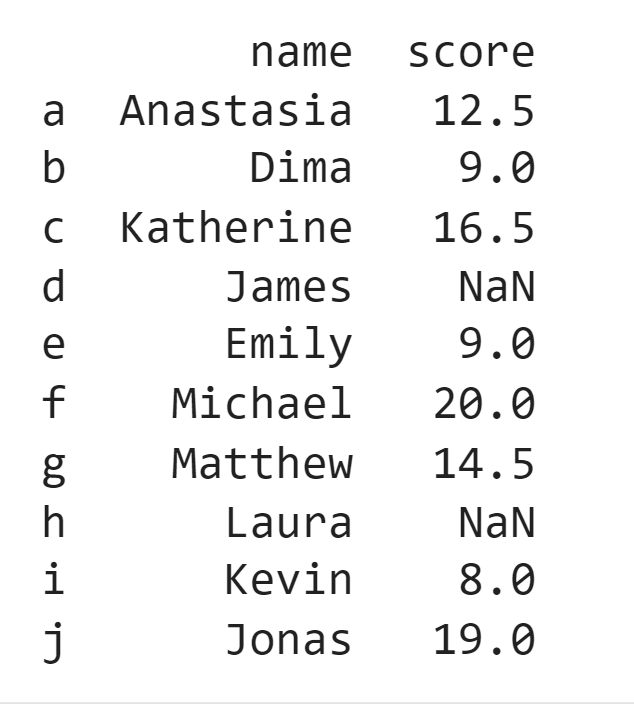 name score
a Anastasia 12.5
b Dima 9.0
c Katherine 16.5
d James NaN
e Emily 9.0
f Michael 20.0
g Matthew 14.5
h Laura NaN
i Kevin 8.0
j Jonas 19.0